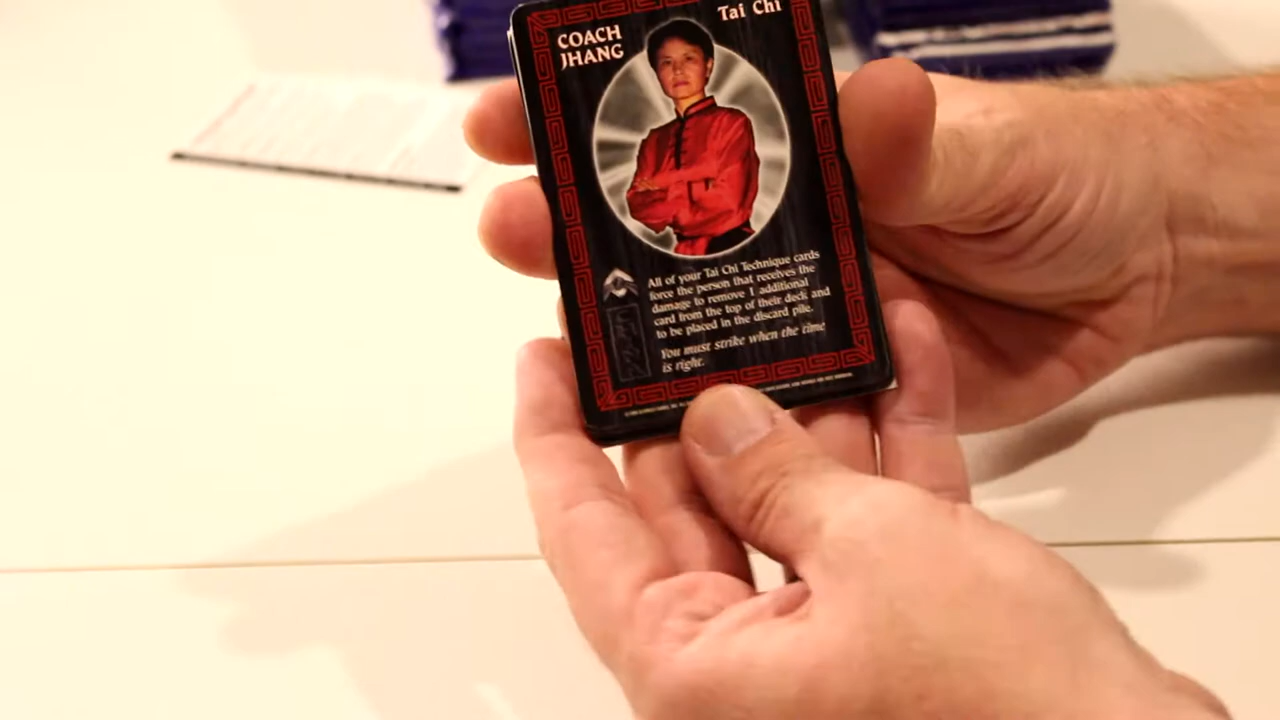 COACH
JHANG
Tai Chi
All of your Tai Chi Technique cards
force the person that receives the
damage to remove 1 additional
card from the top of their deck and
to be placed in the discard pile.
You must strike when the time
is right.